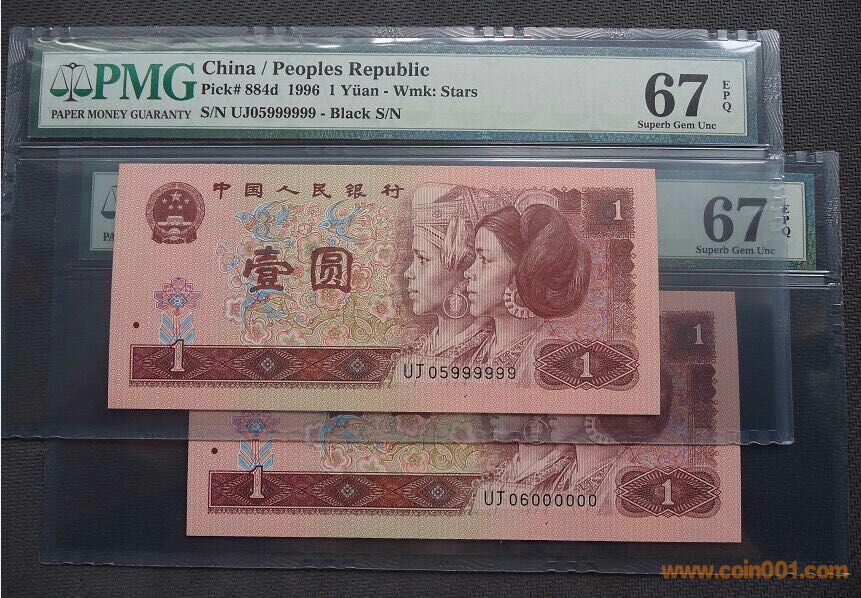 PMG
PAPER MONEY GUARANTY
China / Peoples Republic
Pick# 884d 1996 1 Yüan - Wmk: Stars
S/N UJ05999999 - Black S/N
67
EPQ
Superb Gem Unc
中国人民银行
1
壹圆
1
UJ05999999
1
PA
67
EPQ
Superb Gem Unc
1
1
UJ06000000
1
www.coin001.com